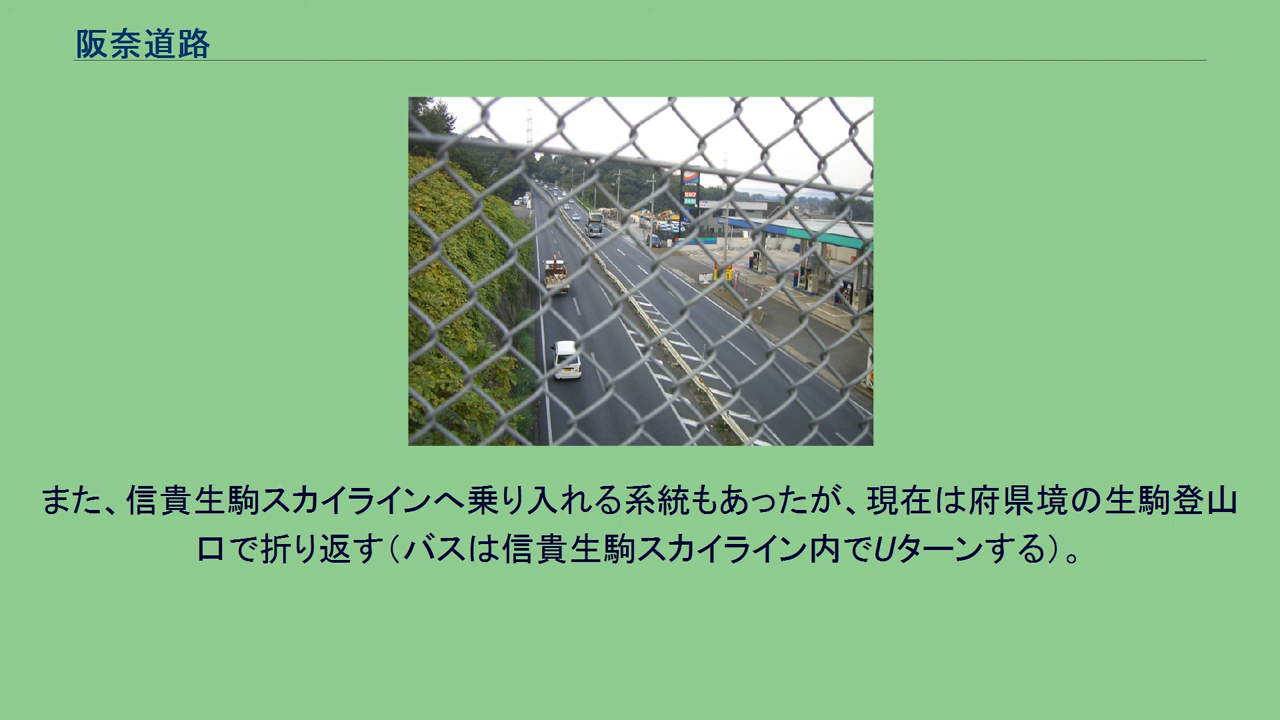 阪奈道路
また、信貴生駒スカイラインへ乗り入れる系統もあったが、現在は府県境の生駒登山
口で折り返す（バスは信貴生駒スカイライン内でUターンする）。